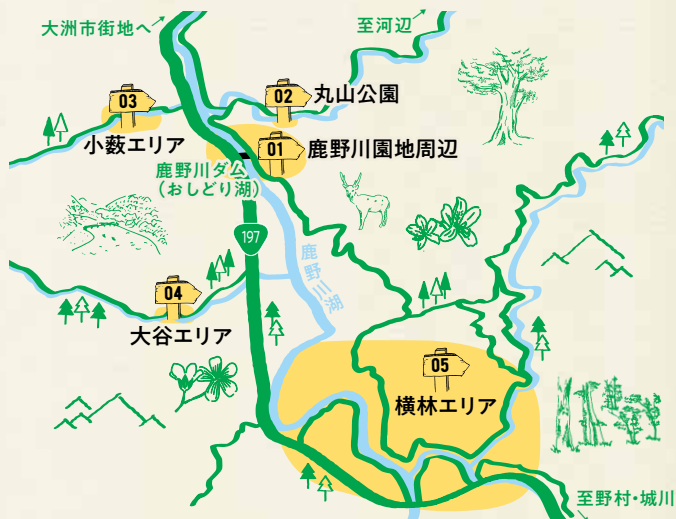 大洲市街地へ
至河辺
03
02
丸山公園
小薮エリア
01
鹿野川園地周辺
鹿野川ダム
（おしどり湖）
197
鹿野川湖
04
大谷エリア
05
横林エリア
至野村・城川